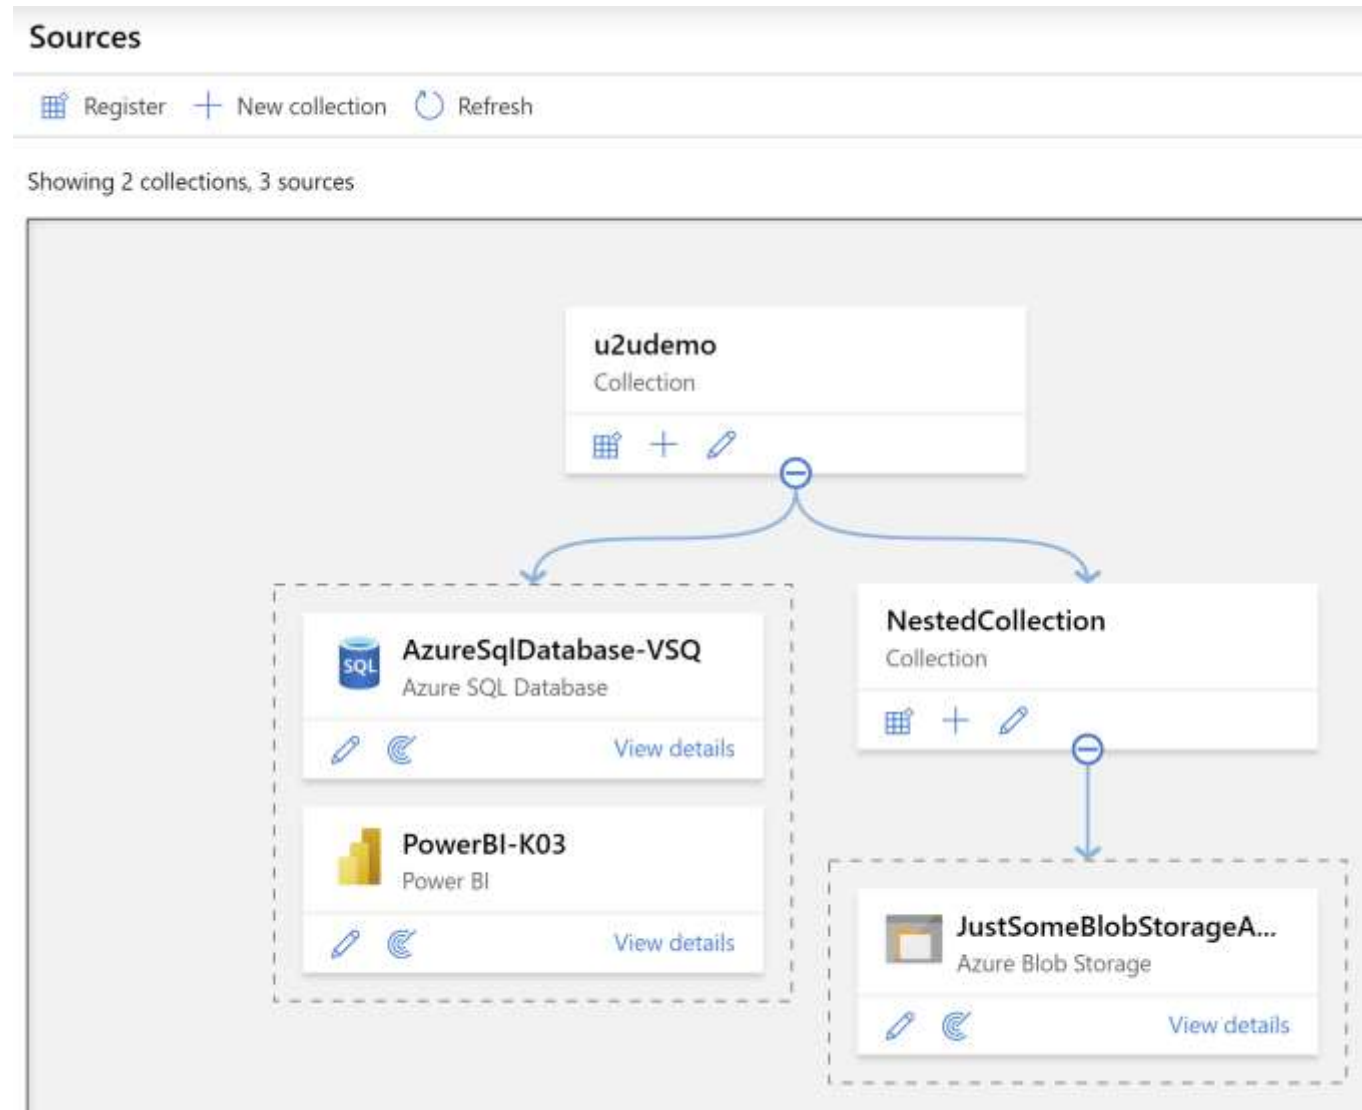 Sources
Register New collection Refresh
Showing 2 collections, 3 sources
u2udemo
Collection
SQL
AzureSqlDatabase-VSQ
Azure SQL Database
View details
PowerBI-K03
Power BI
View details
NestedCollection
Collection
JustSomeBlobStorageA...
Azure Blob Storage
View details